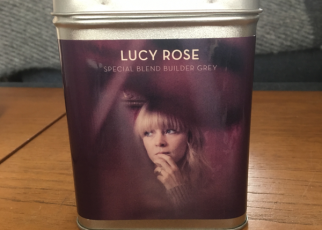 LUCY ROSE
SPECIAL BLEND BUILDER GREY